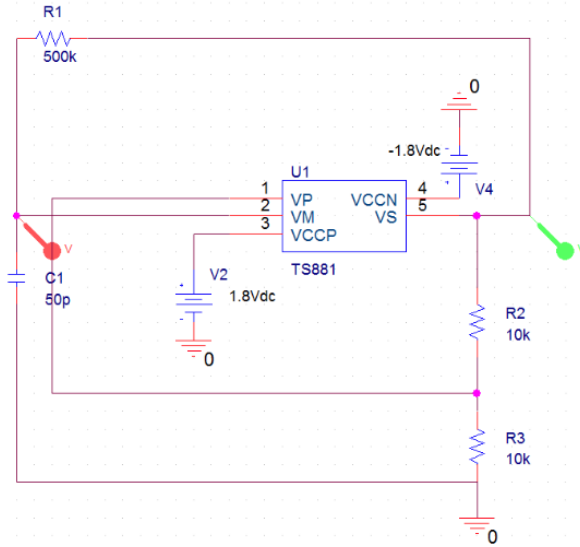 R1
500k
0
-1.8Vdc
V4
U1
1 VP VCCN 4
2 VM VS 5
3 VCCP
TS881
V
V
C1
50p
V2
1.8Vdc
0
R2
10k
R3
10k
0